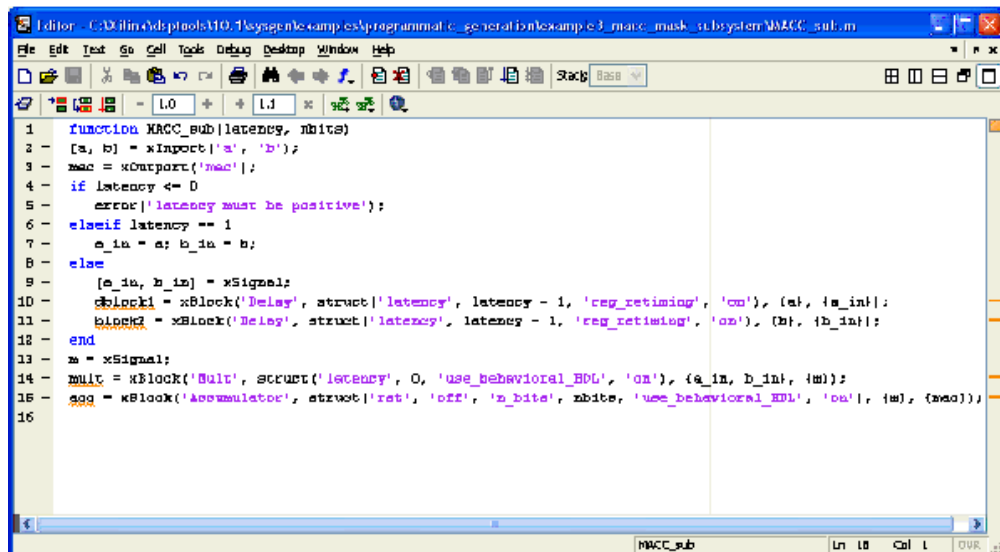 Editor - C:\Xilinx\dsptools\10.1\sysgen\examples\programmatic_generation\example3_macc_mask_subsystem\MACC_sub.m
File Edit Text Go Cell Tools Debug Desktop Window Help
Stack: Base
- 1.0 + ÷ 1.1 ×
1 function MACC_sub(latency, nbits)
2 - [a, b] = xInport('a', 'b');
3 - mac = xOutport('mac');
4 - if latency <= 0
5 - error('latency must be positive');
6 - elseif latency == 1
7 - a_in = a; b_in = b;
8 - else
9 - [a_in, b_in] = xSignal;
10 - dblock1 = xBlock('Delay', struct('latency', latency - 1, 'reg_retiming', 'on'), {a}, {a_in});
11 - block2 = xBlock('Delay', struct('latency', latency - 1, 'reg_retiming', 'on'), {b}, {b_in});
12 - end
13 - m = xSignal;
14 - mult = xBlock('Mult', struct('latency', 0, 'use_behavioral_HDL', 'on'), {a_in, b_in}, {m});
15 - acc = xBlock('Accumulator', struct('rst', 'off', 'n_bits', nbits, 'use_behavioral_HDL', 'on'), {m}, {mac});
16
MACC_sub Ln 16 Col 1 OVR